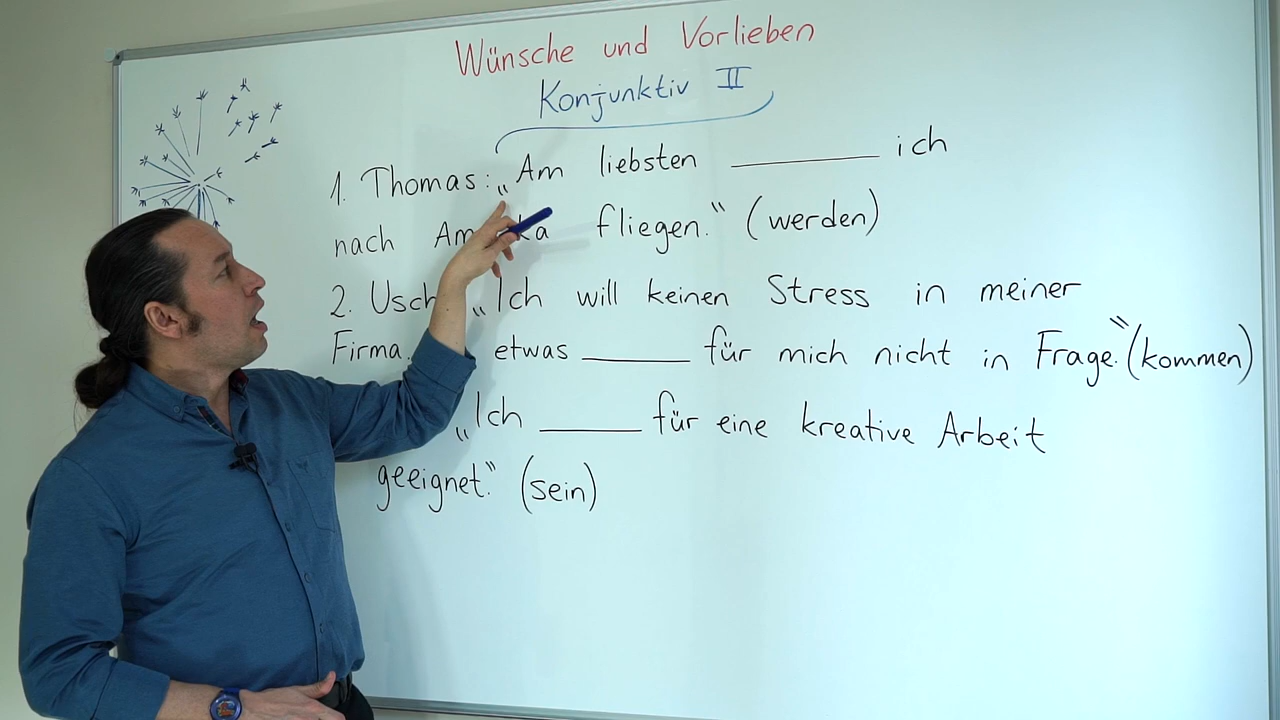 Wünsche und Vorlieben
Konjunktiv II
1. Thomas: „Am liebsten ________ ich
nach fliegen.“ (werden)
2. „Ich will keinen Stress in meiner
Firma. etwas ______ für mich nicht in Frage.“ (kommen)
„Ich ______ für eine kreative Arbeit
geeignet.“ (sein)